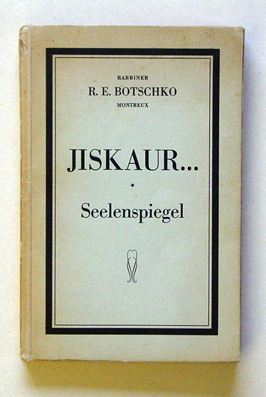 RABBINER
R. E. BOTSCHKO
MONTREUX
JISKAUR...
*
Seelenspiegel